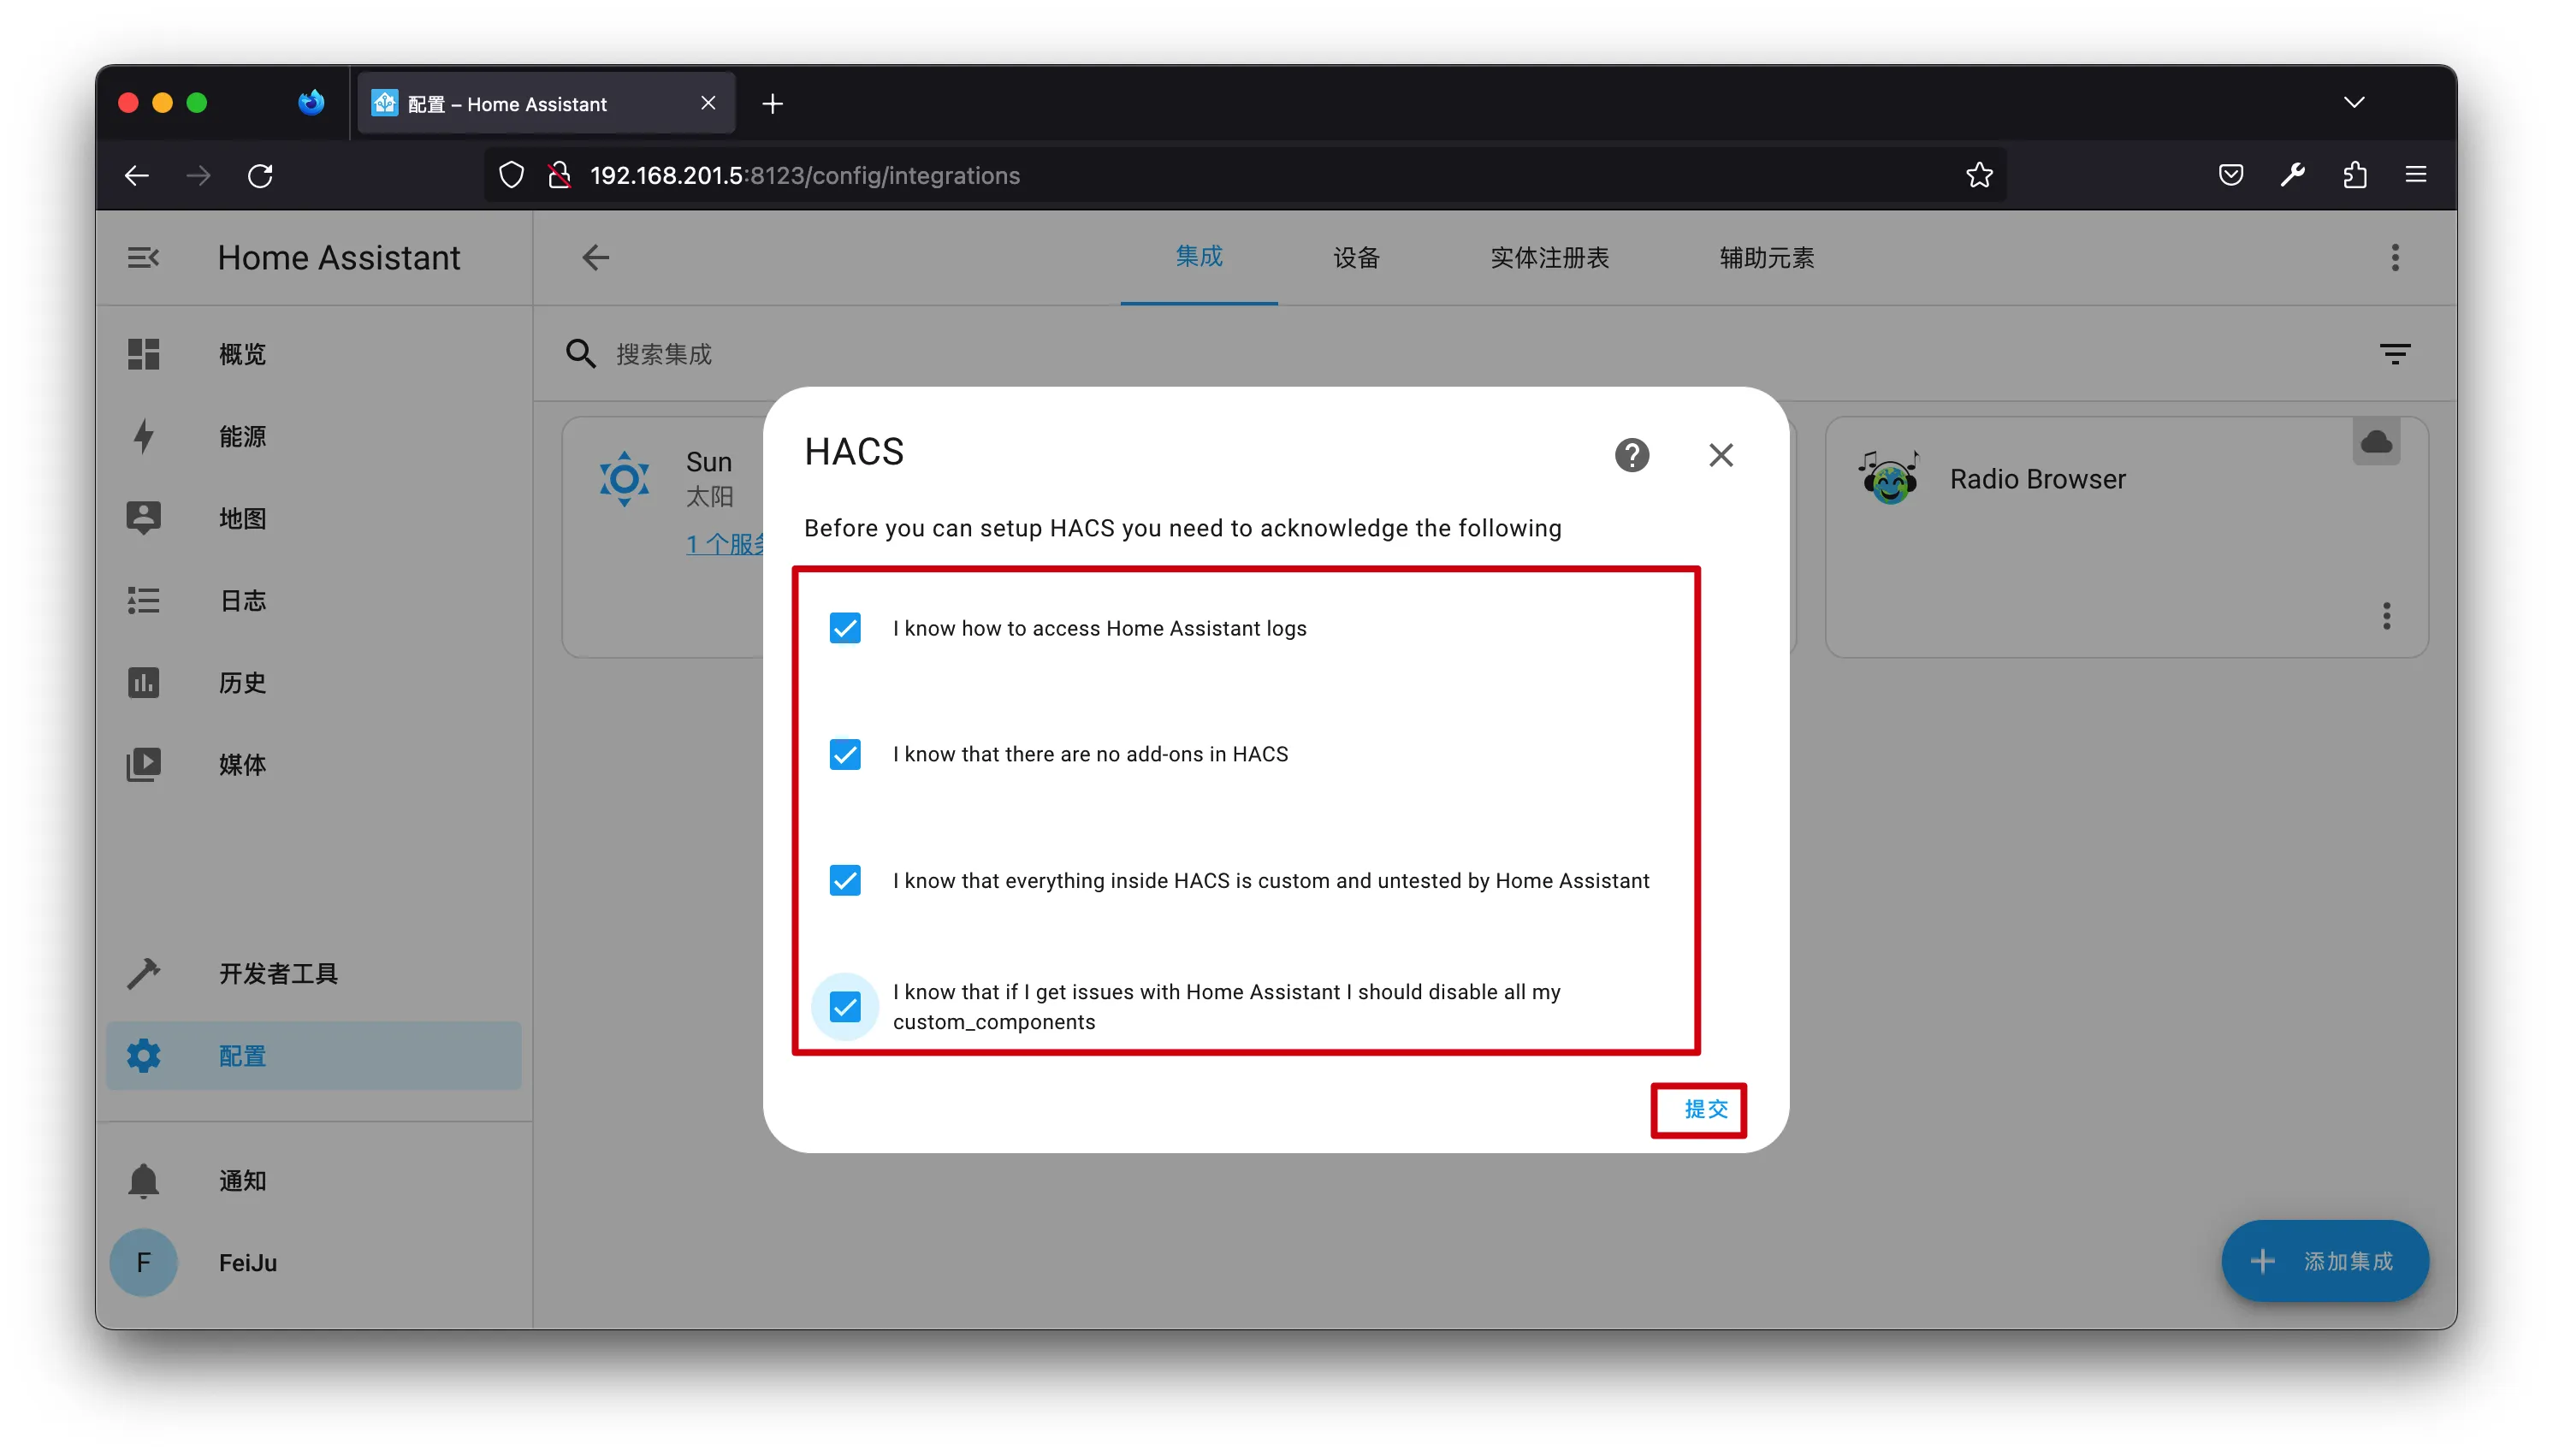 配置 – Home Assistant
192.168.201.5:8123/config/integrations
Home Assistant
集成
设备
实体注册表
辅助元素
概览
能源
地图
日志
历史
媒体
开发者工具
配置
通知
F
FeiJu
搜索集成
Sun
太阳
1 个服务
Radio Browser
HACS
Before you can setup HACS you need to acknowledge the following
I know how to access Home Assistant logs
I know that there are no add-ons in HACS
I know that everything inside HACS is custom and untested by Home Assistant
I know that if I get issues with Home Assistant I should disable all my
custom_components
提交
添加集成